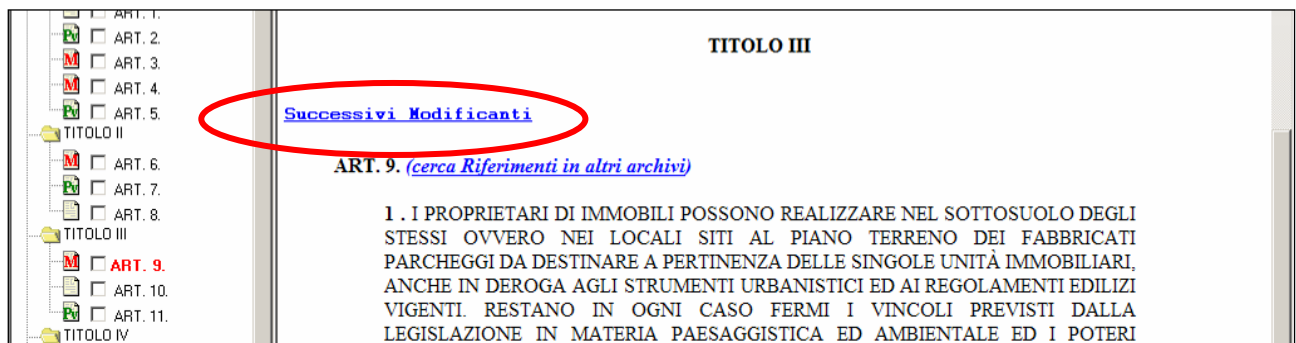 ART. 1.
Pv ART. 2.
M ART. 3.
M ART. 4.
Pv ART. 5.
TITOLO II
M ART. 6.
Pv ART. 7.
ART. 8.
TITOLO III
M ART. 9.
ART. 10.
Pv ART. 11.
TITOLO IV
TITOLO III
Successivi Modificanti
ART. 9. (cerca Riferimenti in altri archivi)
1 . I PROPRIETARI DI IMMOBILI POSSONO REALIZZARE NEL SOTTOSUOLO DEGLI
STESSI OVVERO NEI LOCALI SITI AL PIANO TERRENO DEI FABBRICATI
PARCHEGGI DA DESTINARE A PERTINENZA DELLE SINGOLE UNITÀ IMMOBILIARI,
ANCHE IN DEROGA AGLI STRUMENTI URBANISTICI ED AI REGOLAMENTI EDILIZI
VIGENTI. RESTANO IN OGNI CASO FERMI I VINCOLI PREVISTI DALLA
LEGISLAZIONE IN MATERIA PAESAGGISTICA ED AMBIENTALE ED I POTERI